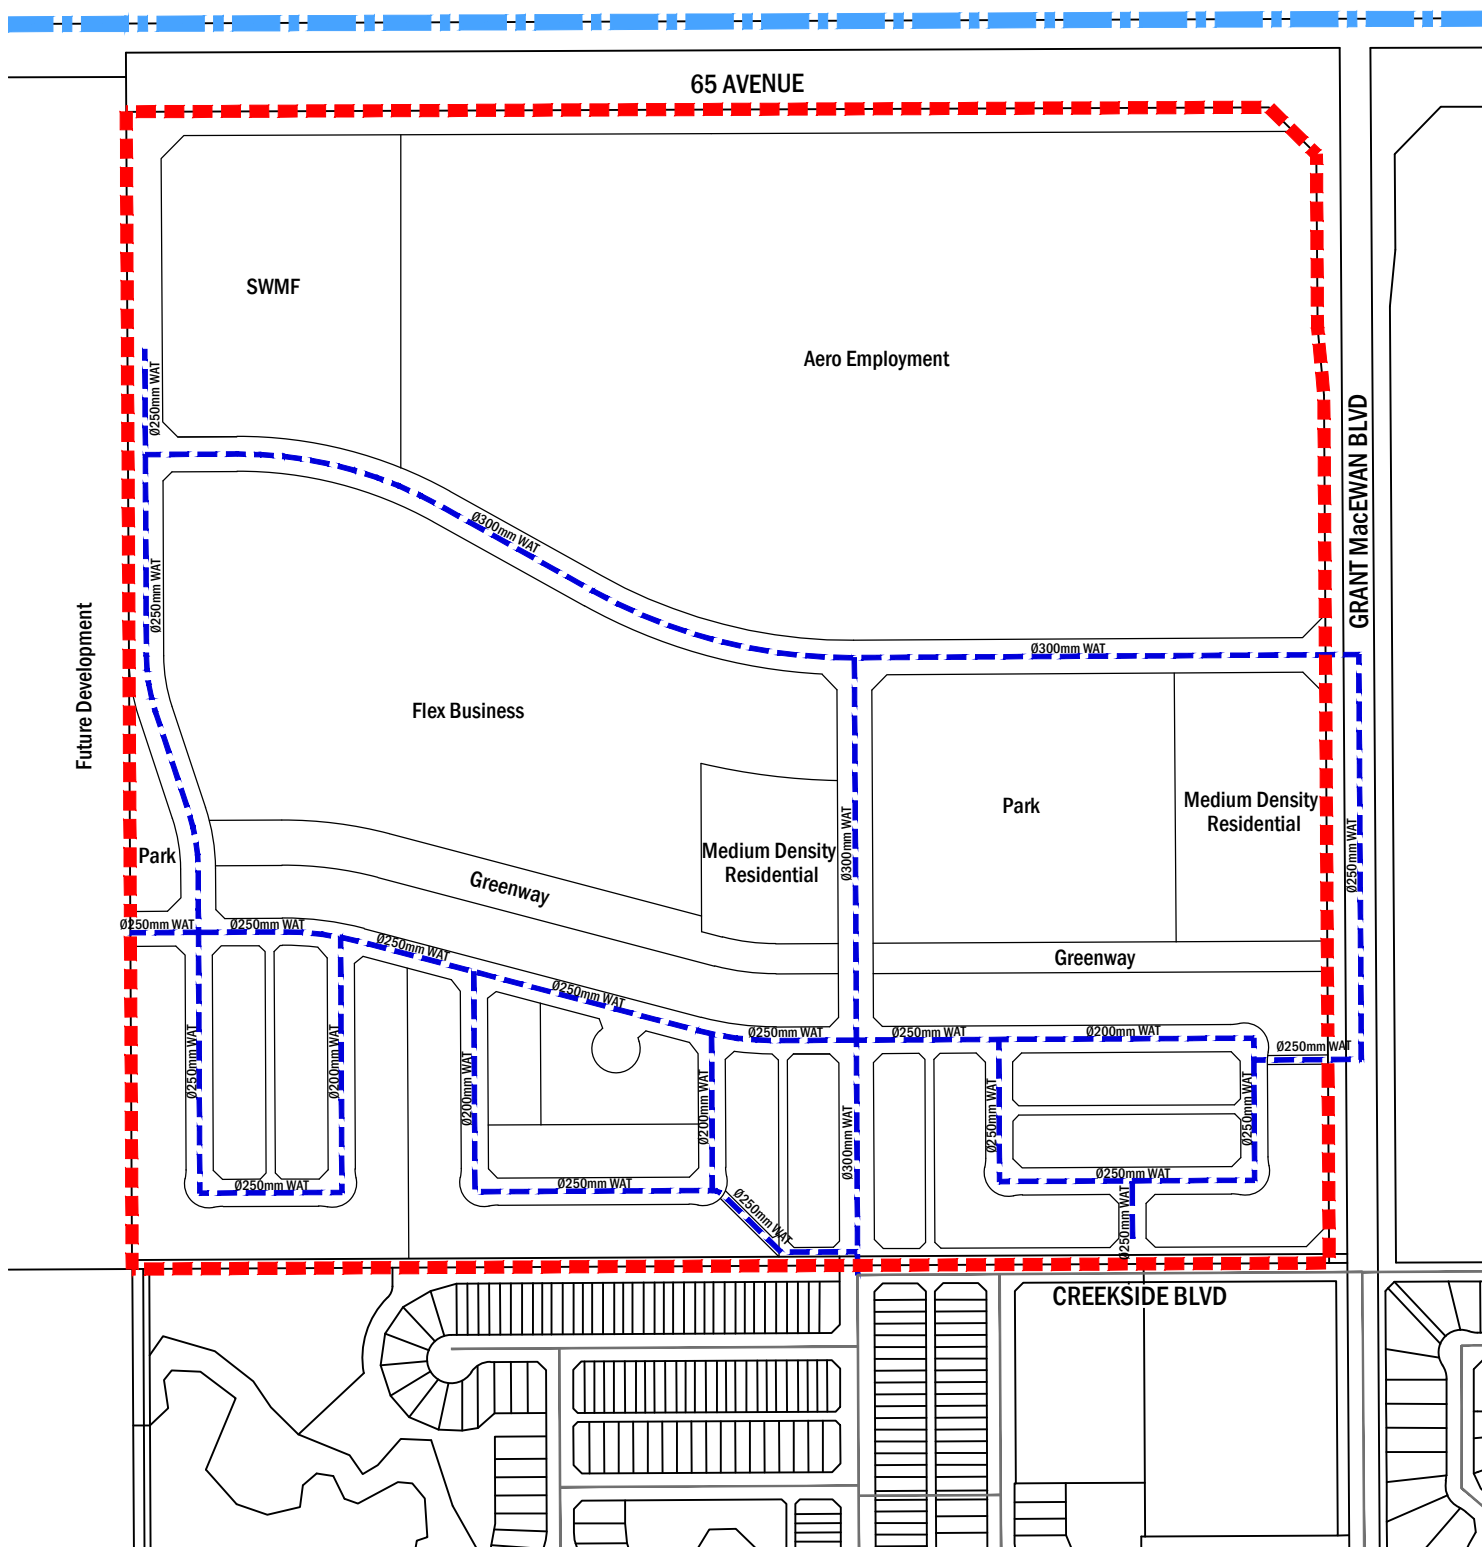 65 AVENUE
SWMF
Aero Employment
Ø250mm WAT
GRANT MacEWAN BLVD
Ø300mm WAT
Ø250mm WAT
Future Development
Ø300mm WAT
Flex Business
Park
Medium Density
Residential
Medium Density
Residential
Ø300mm WAT
Ø250mm WAT
Park
Greenway
Ø250mm WAT
Ø250mm WAT
Ø250mm WAT
Greenway
Ø250mm WAT
Ø250mm WAT
Ø250mm WAT
Ø200mm WAT
Ø250mm WAT
Ø250mm WAT
Ø200mm WAT
Ø200mm WAT
Ø200mm WAT
Ø300mm WAT
Ø250mm WAT
Ø250mm WAT
Ø250mm WAT
Ø250mm WAT
Ø250mm WAT
Ø250mm WAT
Ø250mm WAT
CREEKSIDE BLVD